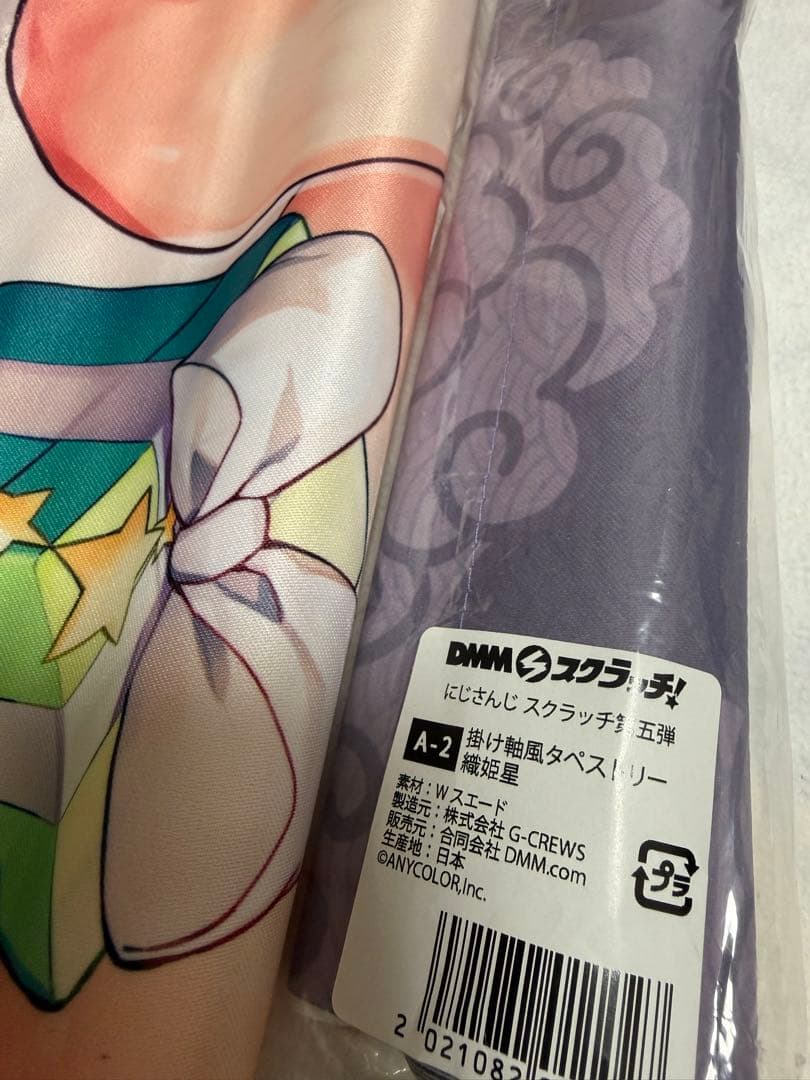 DMMスクラッチ!
にじさんじ スクラッチ第五弾
A-2 掛け軸風タペストリー
織姫星
素材：Wスエード
製造元：株式会社 G-CREWS
販売元：合同会社 DMM.com
生産地：日本
©ANYCOLOR,Inc.
プラ
2 021082